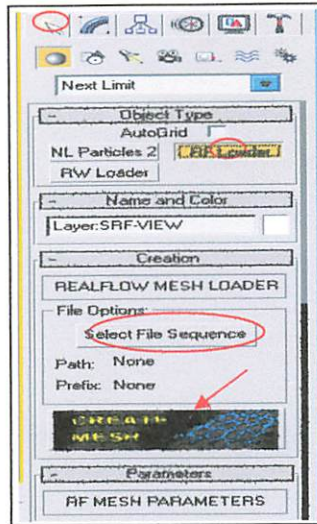 Next Limit
- Object Type
AutoGrid
NL Particles 2 RF Loader
RW Loader
- Name and Color
Layer:SRF-VIEW
- Creation
REALFLOW MESH LOADER
File Options:
Select File Sequence
Path: None
Prefix: None
CREATE
MESH
- Parameters
RF MESH PARAMETERS